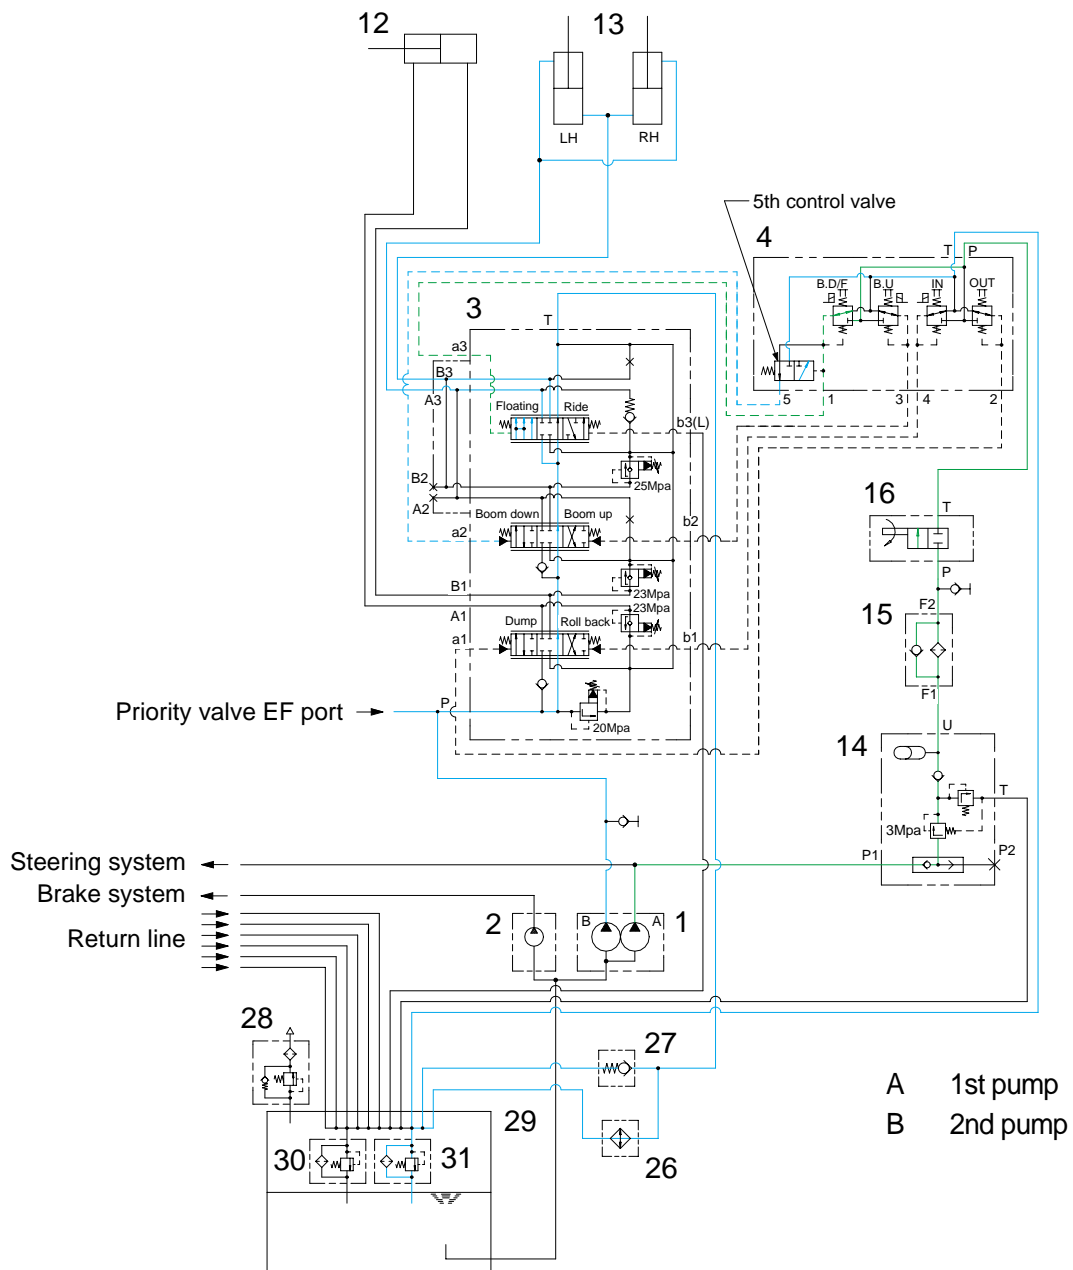 12
13
LH
RH
5th control valve
4
T
P
B.D/F
B.U
IN
OUT
5
1
3
4
2
3
T
a3
B3
A3
Floating
Ride
b3(L)
25Mpa
B2
A2
a2
Boom down
Boom up
b2
23Mpa
B1
23Mpa
A1
a1
Dump
Roll back
b1
16
T
P
15
F2
F1
Priority valve EF port
P
20Mpa
U
14
T
3Mpa
P1
P2
Steering system
Brake system
Return line
2
B
A
1
28
27
29
26
30
31
A 1st pump
B 2nd pump